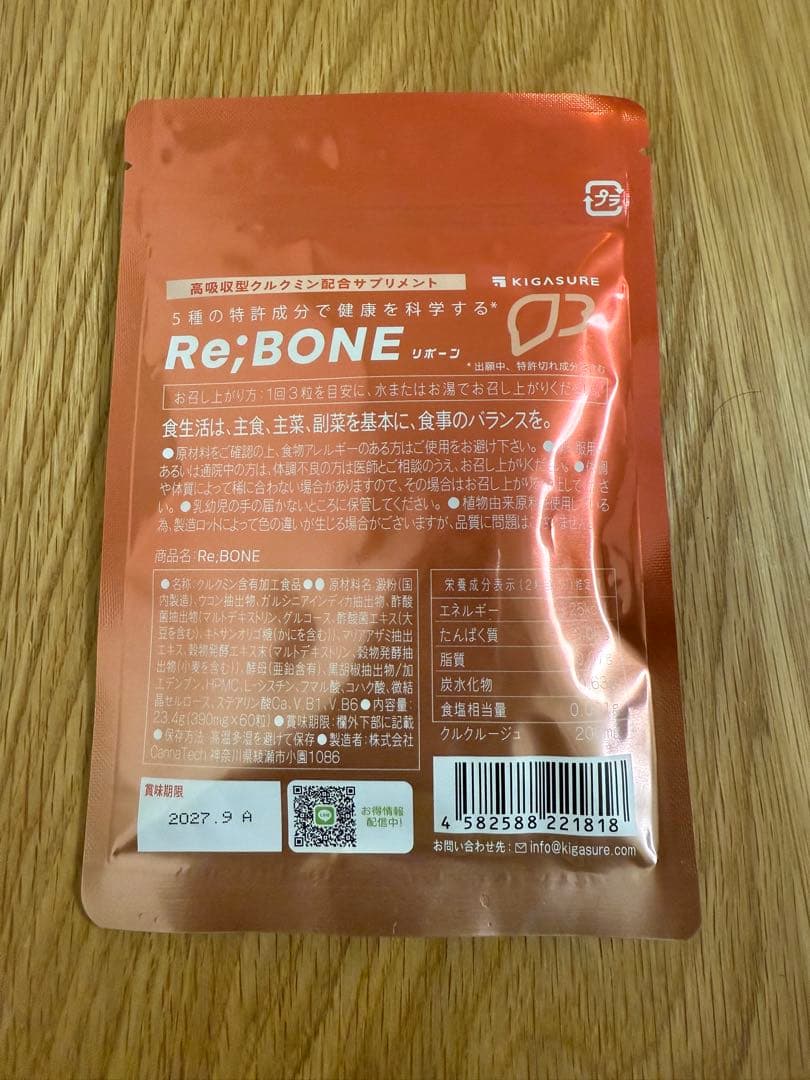 プラ
高吸収型クルクミン配合サプリメント
KIGASURE
5種の特許成分で健康を科学する*
Re;BONE リボーン
*出願中、特許切れ成分を含む
お召し上がり方:1回3粒を目安に、水またはお湯でお召し上がりください。
食生活は、主食、主菜、副菜を基本に、食事のバランスを。
●原材料をご確認の上、食物アレルギーのある方はご使用をお避け下さい。● 服用
あるいは通院中の方は、体調不良の方は医師とご相談のうえ、お召し上がりください。●体調
や体質によって稀に合わない場合がありますので、その場合はお召し上がりを中止してくださ
い。●乳幼児の手の届かないところに保管してください。●植物由来原料を使用している
為、製造ロットによって色の違いが生じる場合がございますが、品質に問題はございません。
商品名:Re;BONE
●名称:クルクミン含有加工食品●原材料名:澱粉(国
内製造)、ウコン抽出物、ガルシニアインディカ抽出物、酢酸
菌抽出物(マルトデキストリン、グルコース、酢酸菌エキス(大
豆を含む)、キトサンオリゴ糖(かにを含む))、マリアアザミ抽出
エキス、穀物発酵エキス末(マルトデキストリン、穀物発酵抽
出物(小麦を含む))、酵母(亜鉛含有)、黒胡椒抽出物/加
工デンプン、HPMC、L-シスチン、フマル酸、コハク酸、微結
晶セルロース、ステアリン酸Ca、V.B1、V.B6●内容量:
23.4g(390mg×60粒)●賞味期限:欄外下部に記載
●保存方法:高温多湿を避けて保存●製造者:株式会社
CannaTech 神奈川県綾瀬市小園1086
栄養成分表示(2粒 推定
エネルギー
たんぱく質
脂質
炭水化物
食塩相当量
クルクルージュ
賞味期限
2027.9 A
LINE
お得情報
配信中!
4 582588 221818
お問い合わせ先: info@kigasure.com